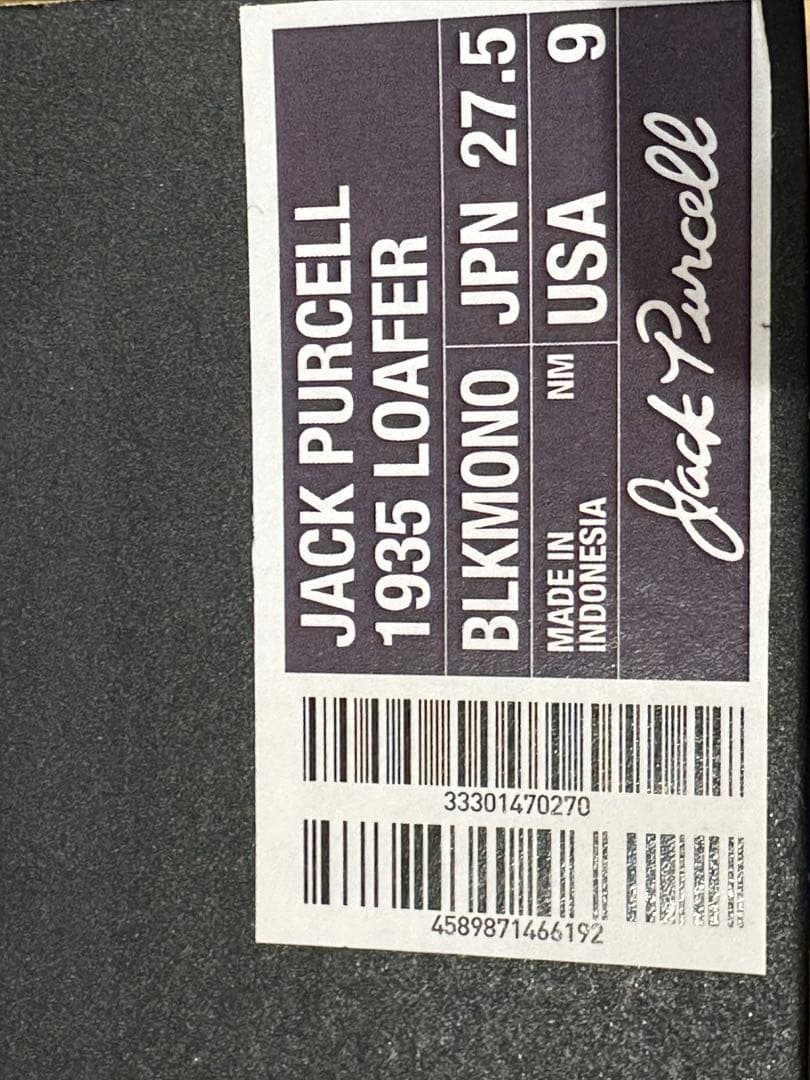 JACK PURCELL
1935 LOAFER
BLKMONO JPN 27.5
MADE IN
INDONESIA
NM USA 9
Jack Purcell
33301470270
4589871466192